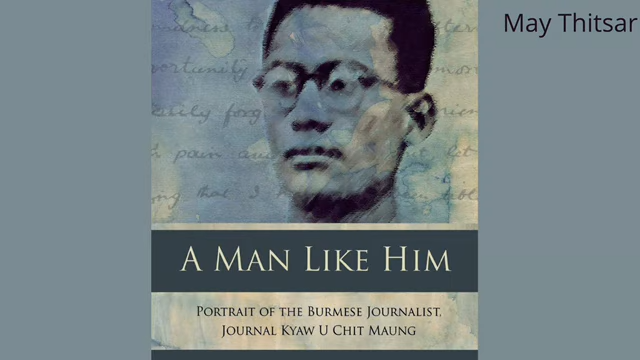 May Thitsar
A MAN LIKE HIM
PORTRAIT OF THE BURMESE JOURNALIST,
JOURNAL KYAW U CHIT MAUNG